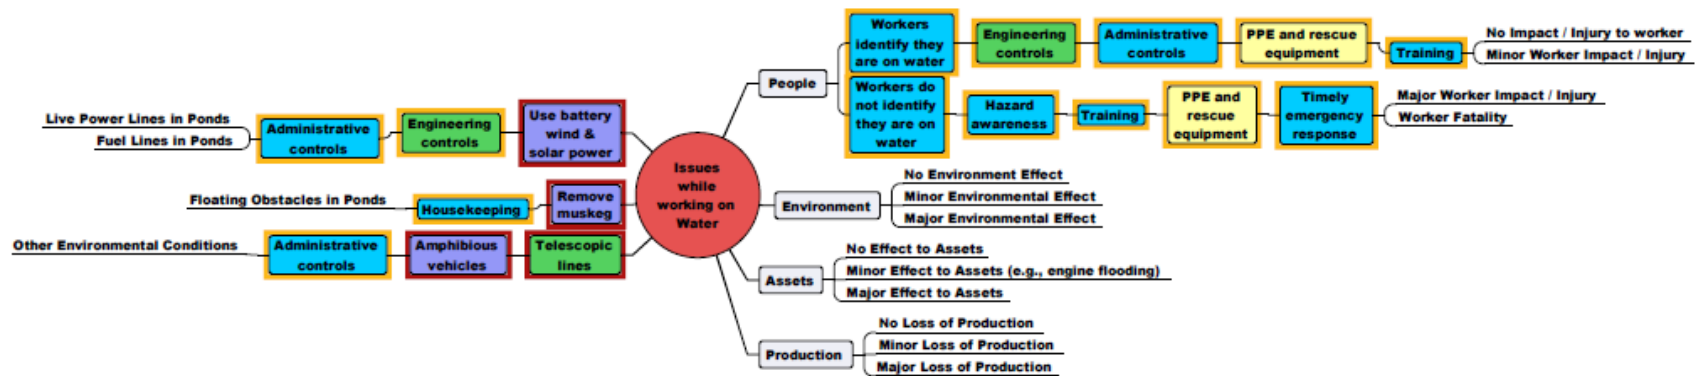 Live Power Lines in Ponds
Fuel Lines in Ponds
Administrative
controls
Engineering
controls
Use battery
wind &
solar power
Floating Obstacles in Ponds
Housekeeping
Remove
muskeg
Other Environmental Conditions
Administrative
controls
Amphibious
vehicles
Telescopic
lines
Issues
while
working on
Water
People
Workers
identify they
are on water
Engineering
controls
Administrative
controls
PPE and rescue
equipment
Training
No Impact / Injury to worker
Minor Worker Impact / Injury
Workers do
not identify
they are on
water
Hazard
awareness
Training
PPE and
rescue
equipment
Timely
emergency
response
Major Worker Impact / Injury
Worker Fatality
Environment
No Environment Effect
Minor Environmental Effect
Major Environmental Effect
Assets
No Effect to Assets
Minor Effect to Assets (e.g., engine flooding)
Major Effect to Assets
Production
No Loss of Production
Minor Loss of Production
Major Loss of Production